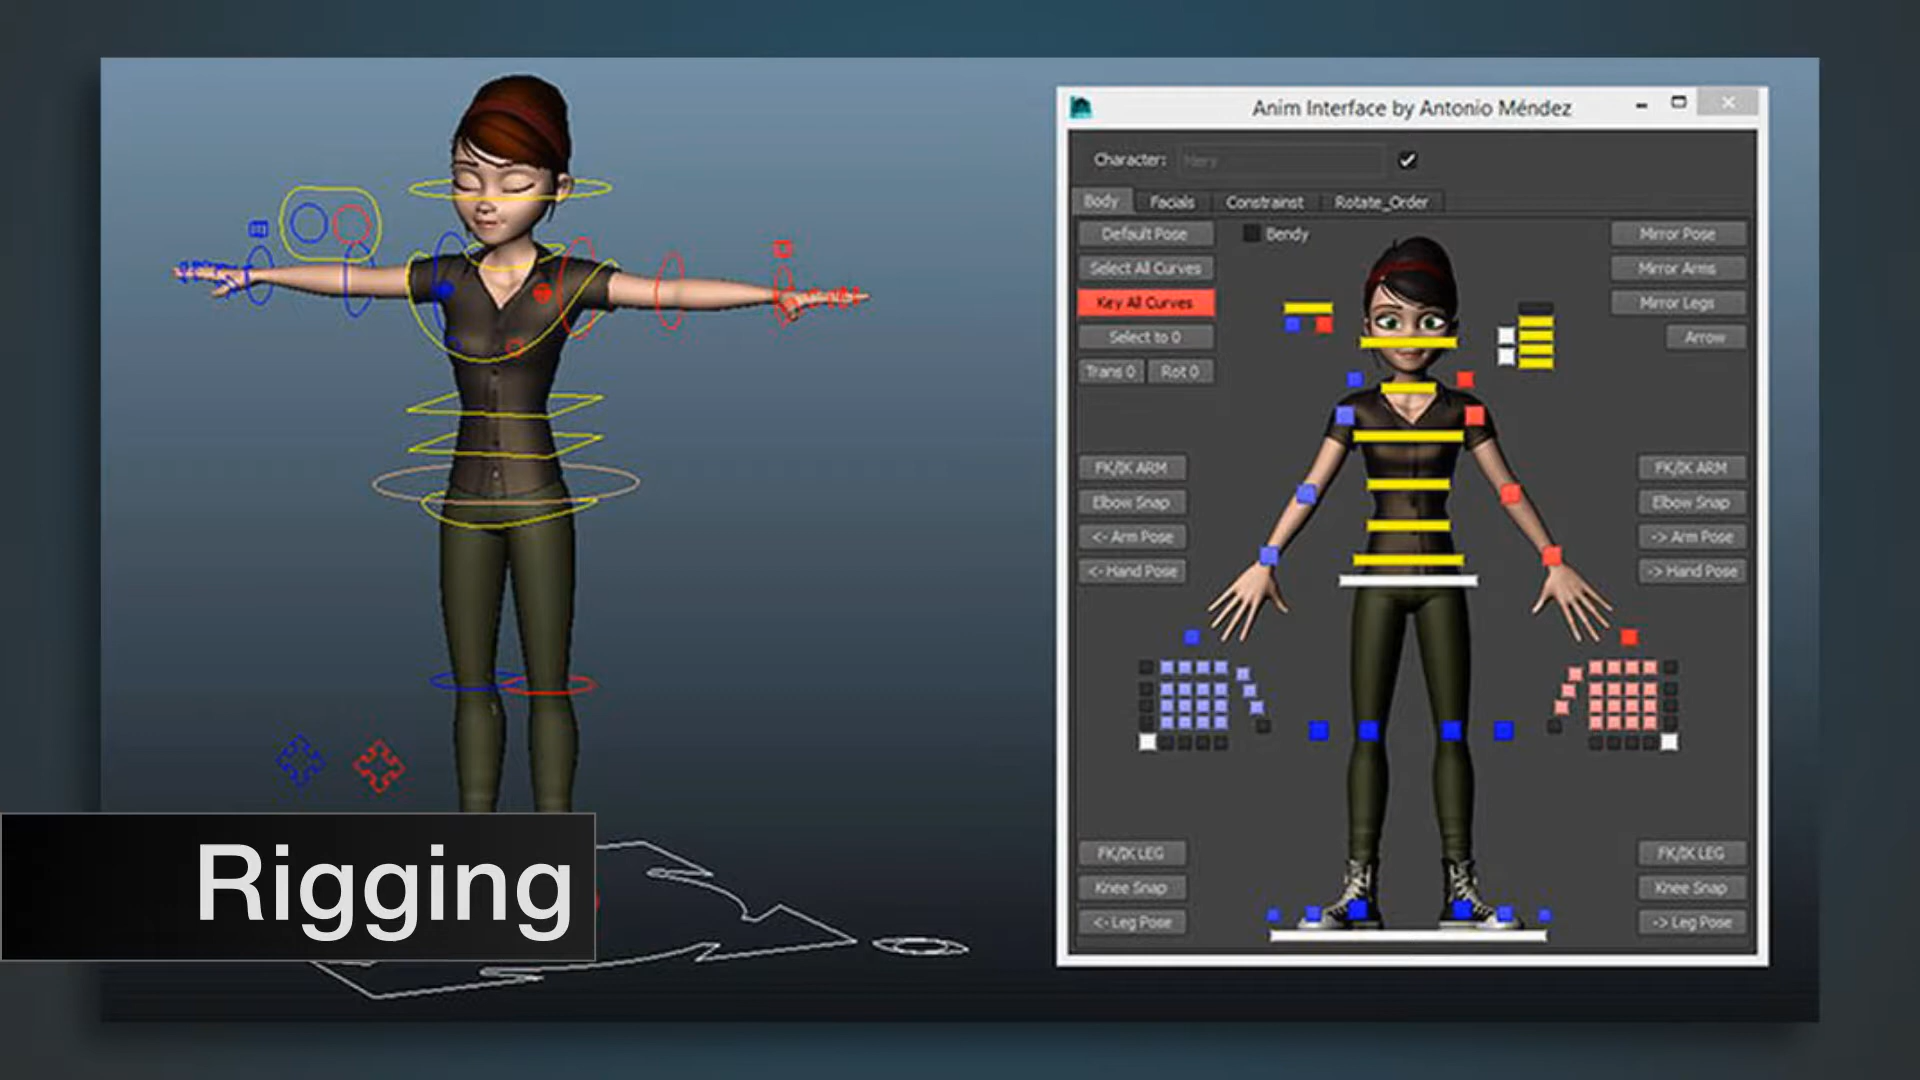 Anim Interface by Antonio Méndez
Character: Mery
Body Facials Constrainst Rotate_Order
Default Pose
Bendy
Mirror Pose
Select All Curves
Mirror Arms
Key All Curves
Mirror Legs
Select to 0
Arrow
Trans 0 Rot 0
FK/IK ARM
FK/IK ARM
Elbow Snap
Elbow Snap
<- Arm Pose
-> Arm Pose
<- Hand Pose
-> Hand Pose
FK/IK LEG
FK/IK LEG
Knee Snap
Knee Snap
<- Leg Pose
-> Leg Pose
Rigging